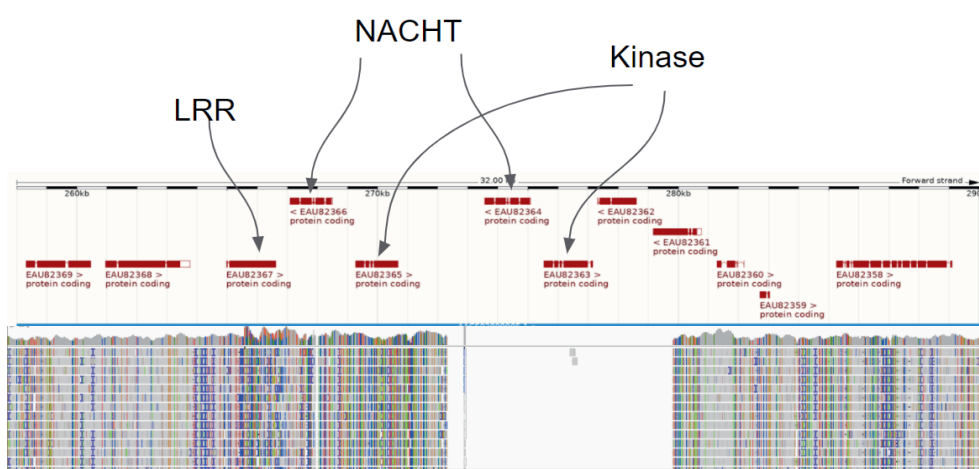 NACHT
Kinase
LRR
32.00
Forward strand
260kb
270kb
280kb
290
< EAU82366
protein coding
< EAU82364
protein coding
< EAU82362
protein coding
< EAU82361
protein coding
EAU82369 >
protein coding
EAU82368 >
protein coding
EAU82367 >
protein coding
EAU82365 >
protein coding
EAU82363 >
protein coding
EAU82360 >
protein coding
EAU82358 >
protein coding
EAU82359 >
protein coding